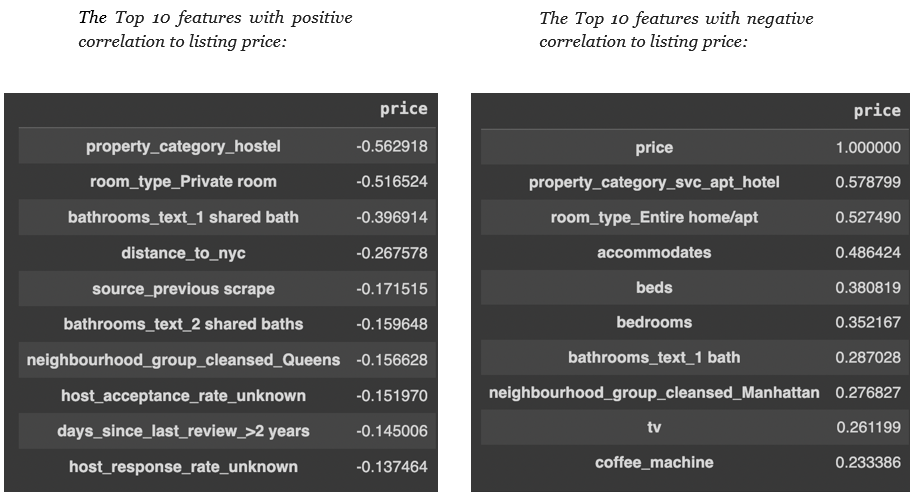 The Top 10 features with positive
correlation to listing price:
price
property_category_hostel -0.562918
room_type_Private room -0.516524
bathrooms_text_1 shared bath -0.396914
distance_to_nyc -0.267578
source_previous scrape -0.171515
bathrooms_text_2 shared baths -0.159648
neighbourhood_group_cleansed_Queens -0.156628
host_acceptance_rate_unknown -0.151970
days_since_last_review_>2 years -0.145006
host_response_rate_unknown -0.137464
The Top 10 features with negative
correlation to listing price:
price
price 1.000000
property_category_svc_apt_hotel 0.578799
room_type_Entire home/apt 0.527490
accommodates 0.486424
beds 0.380819
bedrooms 0.352167
bathrooms_text_1 bath 0.287028
neighbourhood_group_cleansed_Manhattan 0.276827
tv 0.261199
coffee_machine 0.233386